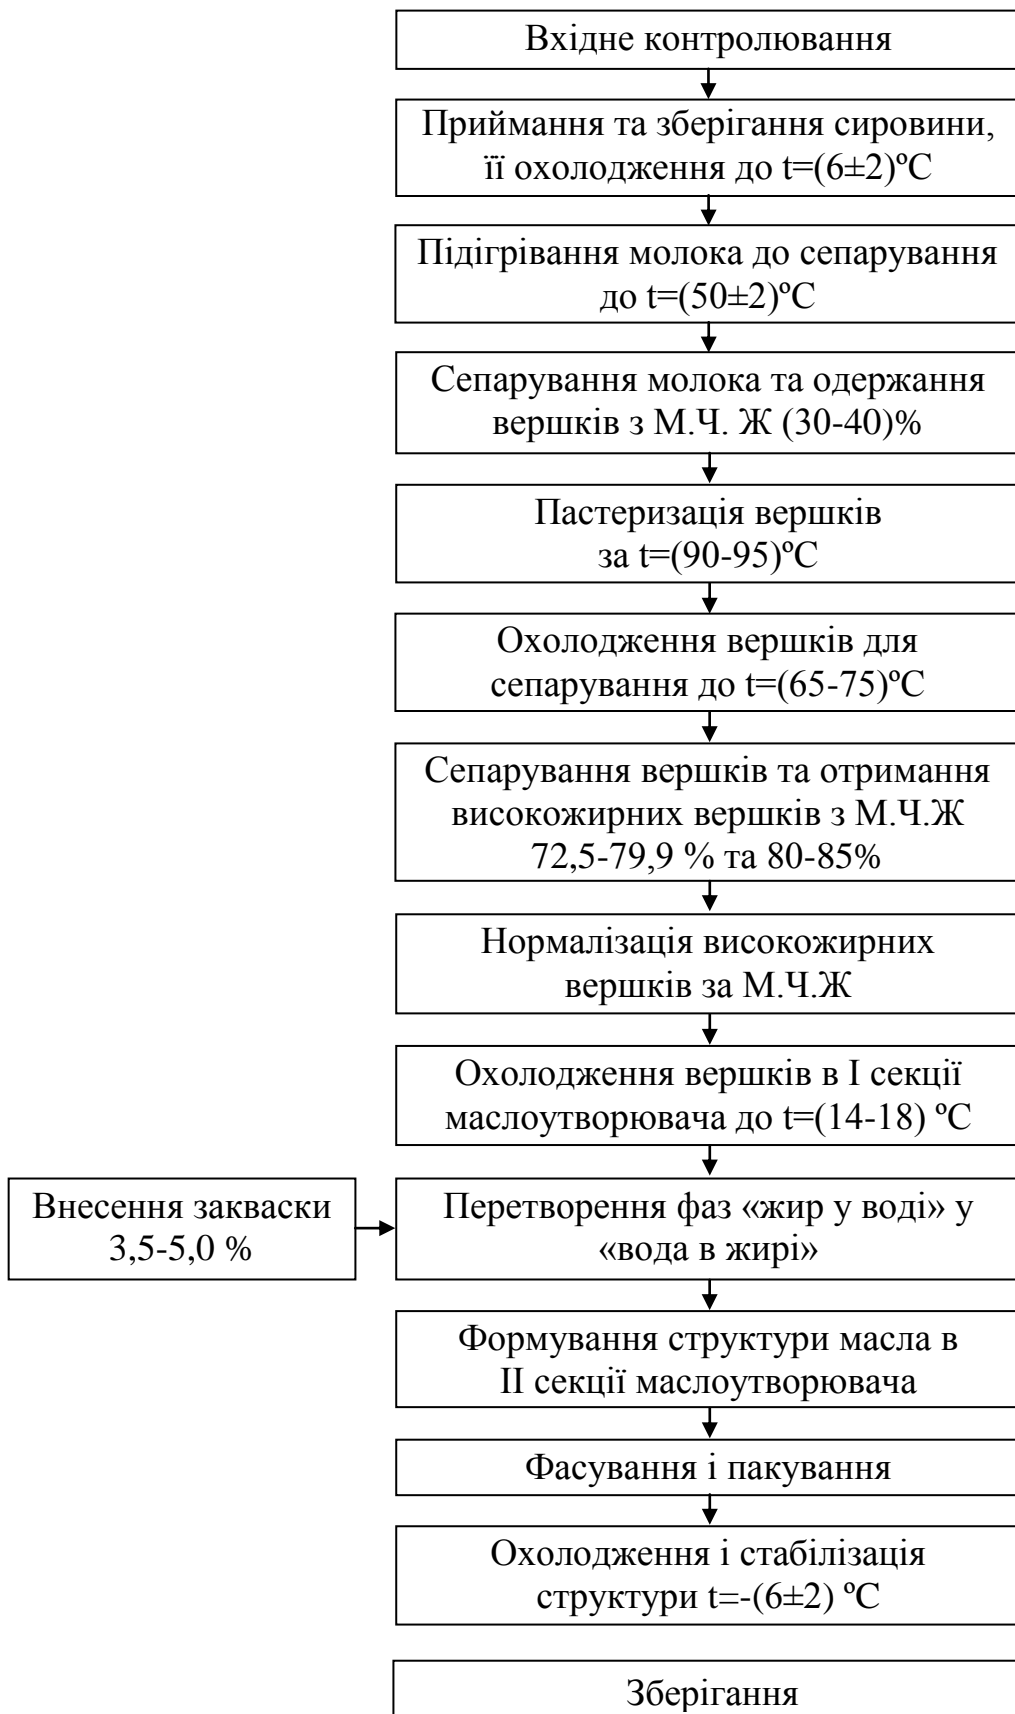 Вхідне контролювання
Приймання та зберігання сировини,
її охолодження до t=(6±2)ºС
Підігрівання молока до сепарування
до t=(50±2)ºС
Сепарування молока та одержання
вершків з М.Ч. Ж (30-40)%
Пастеризація вершків
за t=(90-95)ºС
Охолодження вершків для
сепарування до t=(65-75)ºС
Сепарування вершків та отримання
високожирних вершків з М.Ч.Ж
72,5-79,9 % та 80-85%
Нормалізація високожирних
вершків за М.Ч.Ж
Охолодження вершків в І секції
маслоутворювача до t=(14-18) ºС
Внесення закваски
3,5-5,0 %
Перетворення фаз «жир у воді» у
«вода в жирі»
Формування структури масла в
ІІ секції маслоутворювача
Фасування і пакування
Охолодження і стабілізація
структури t=-(6±2) ºС
Зберігання